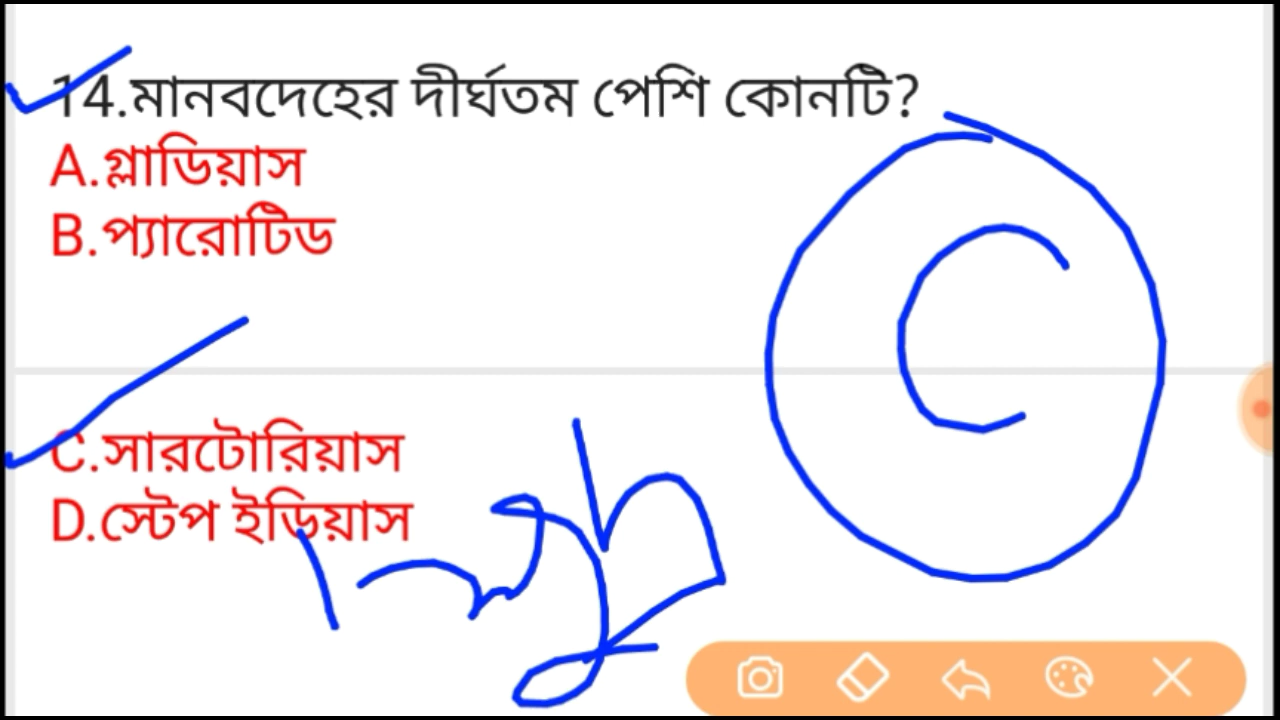 14.মানবদেহের দীর্ঘতম পেশি কোনটি?
A.গ্লাডিয়াস
B.প্যারোটিড
C
C.সারটোরিয়াস
D.স্টেপ ইডিয়াস